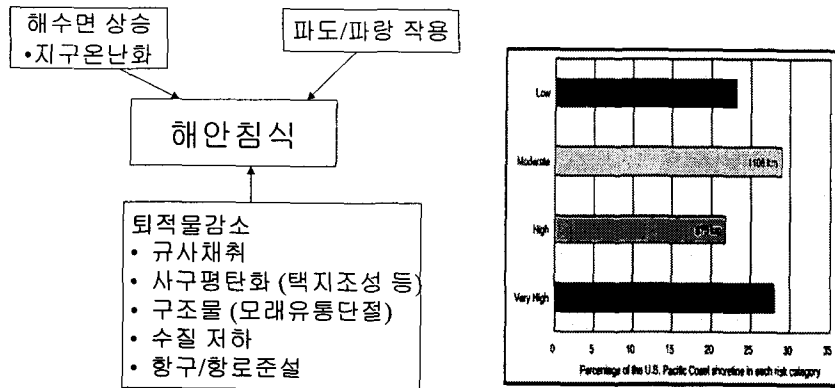 해수면 상승
•지구온난화
파도/파랑 작용
해안침식
퇴적물감소
• 규사채취
• 사구평탄화 (택지조성 등)
• 구조물 (모래유통단절)
• 수질 저하
• 항구/항로준설
Low
Moderate
High
Very High
0 5 10 15 20 25 30 35
Percentage of the U.S. Pacific Coast shoreline in each risk category